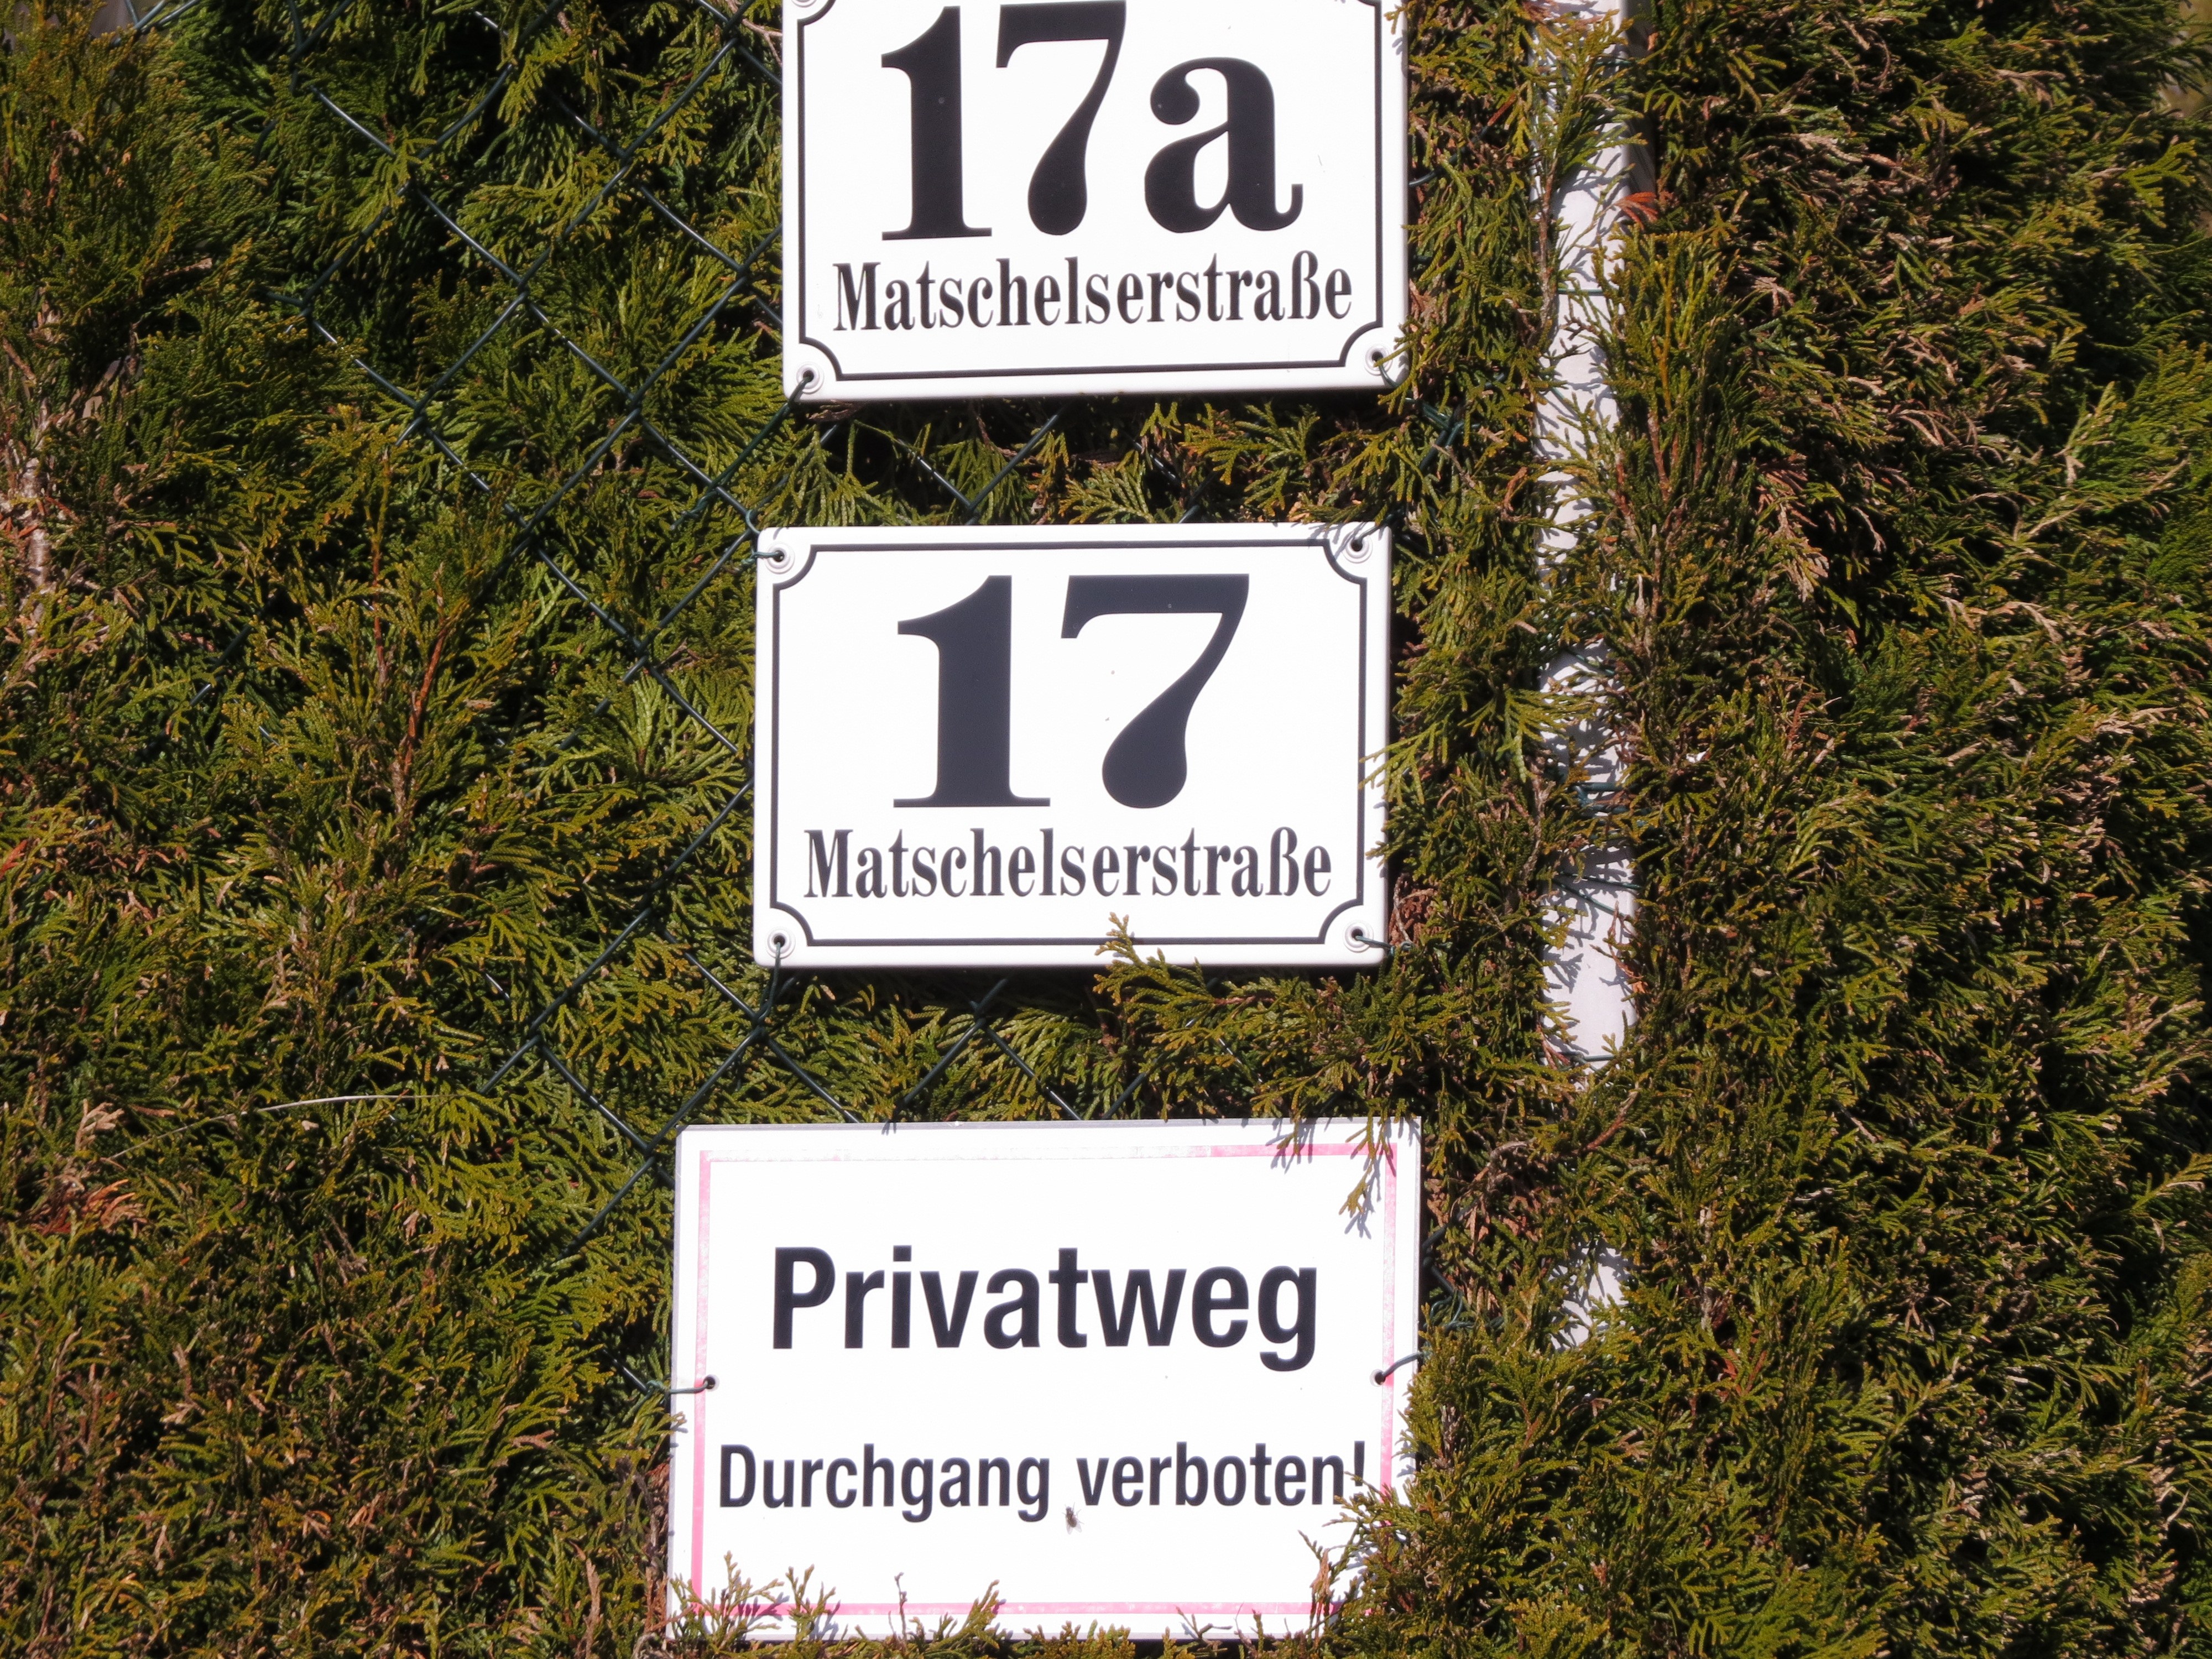 17a
Matschelserstraße
17
Matschelserstraße
Privatweg
Durchgang verboten!